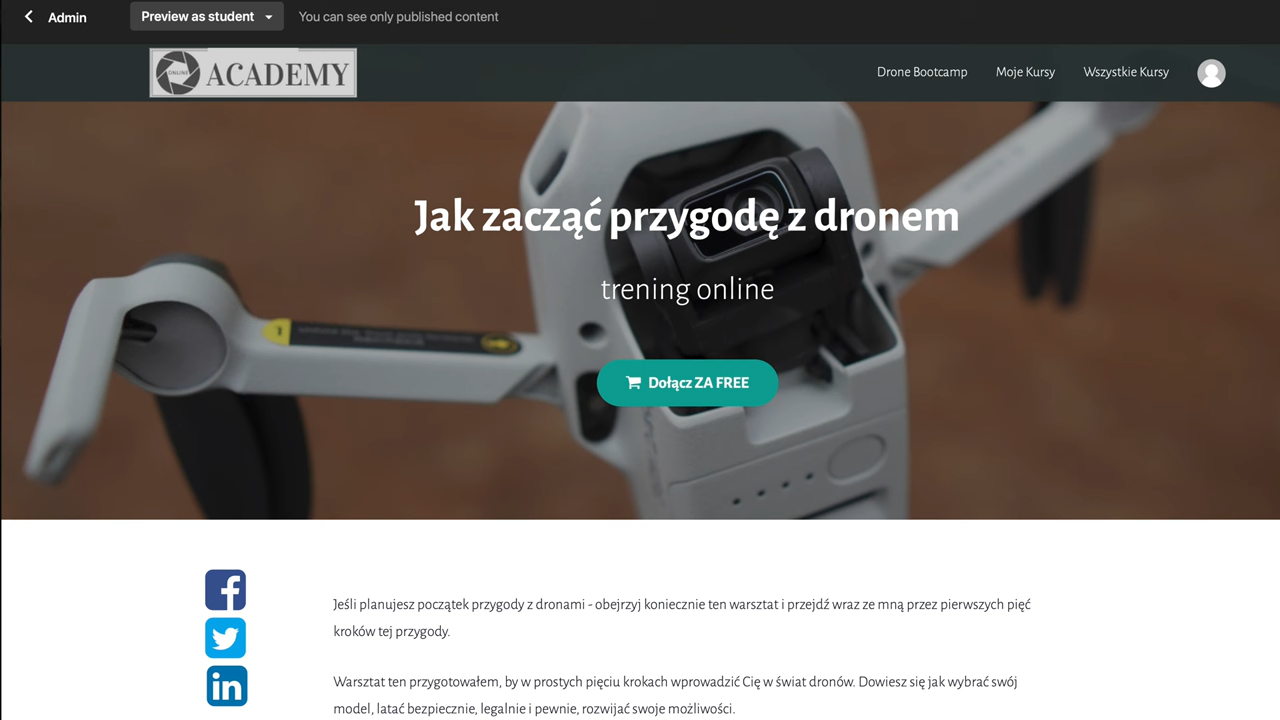 Admin
Preview as student
You can see only published content
ONLINE
ACADEMY
Drone Bootcamp
Moje Kursy
Wszystkie Kursy
Jak zacząć przygodę z dronem
trening online
Dołącz ZA FREE
Jeśli planujesz początek przygody z dronami - obejrzyj koniecznie ten warsztat i przejdź wraz ze mną przez pierwszych pięć
kroków tej przygody.
Warsztat ten przygotowałem, by w prostych pięciu krokach wprowadzić Cię w świat dronów. Dowiesz się jak wybrać swój
model, latać bezpiecznie, legalnie i pewnie, rozwijać swoje możliwości.